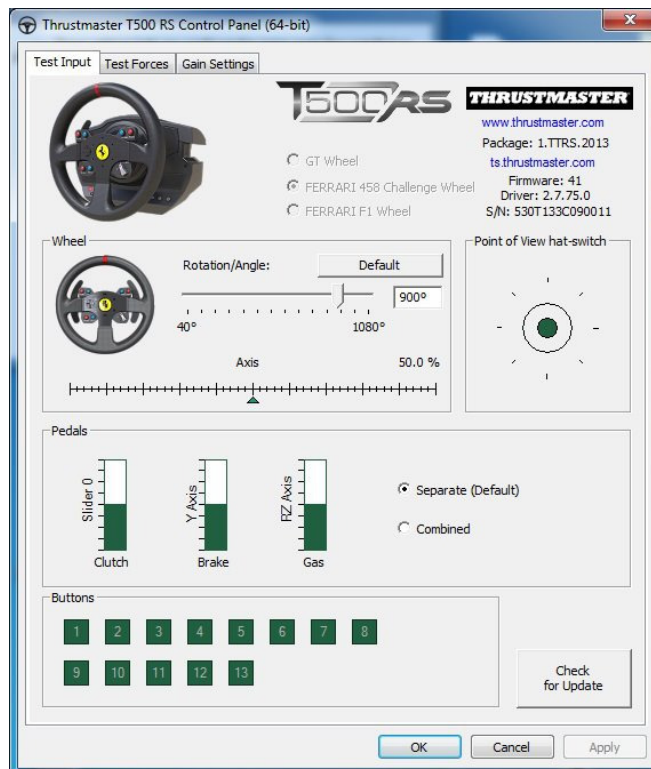 Thrustmaster T500 RS Control Panel (64-bit)
x
Test Input Test Forces Gain Settings
T500RS
THRUSTMASTER
www.thrustmaster.com
Package: 1.TTRS.2013
ts.thrustmaster.com
Firmware: 41
Driver: 2.7.75.0
S/N: 530T133C090011
GT Wheel
FERRARI 458 Challenge Wheel
FERRARI F1 Wheel
Wheel
Rotation/Angle:
Default
900°
40° 1080°
Axis 50.0 %
Point of View hat-switch
Pedals
Slider 0
Clutch
Y Axis
Brake
RZ Axis
Gas
Separate (Default)
Combined
Buttons
1 2 3 4 5 6 7 8
9 10 11 12 13
Check
for Update
OK Cancel Apply